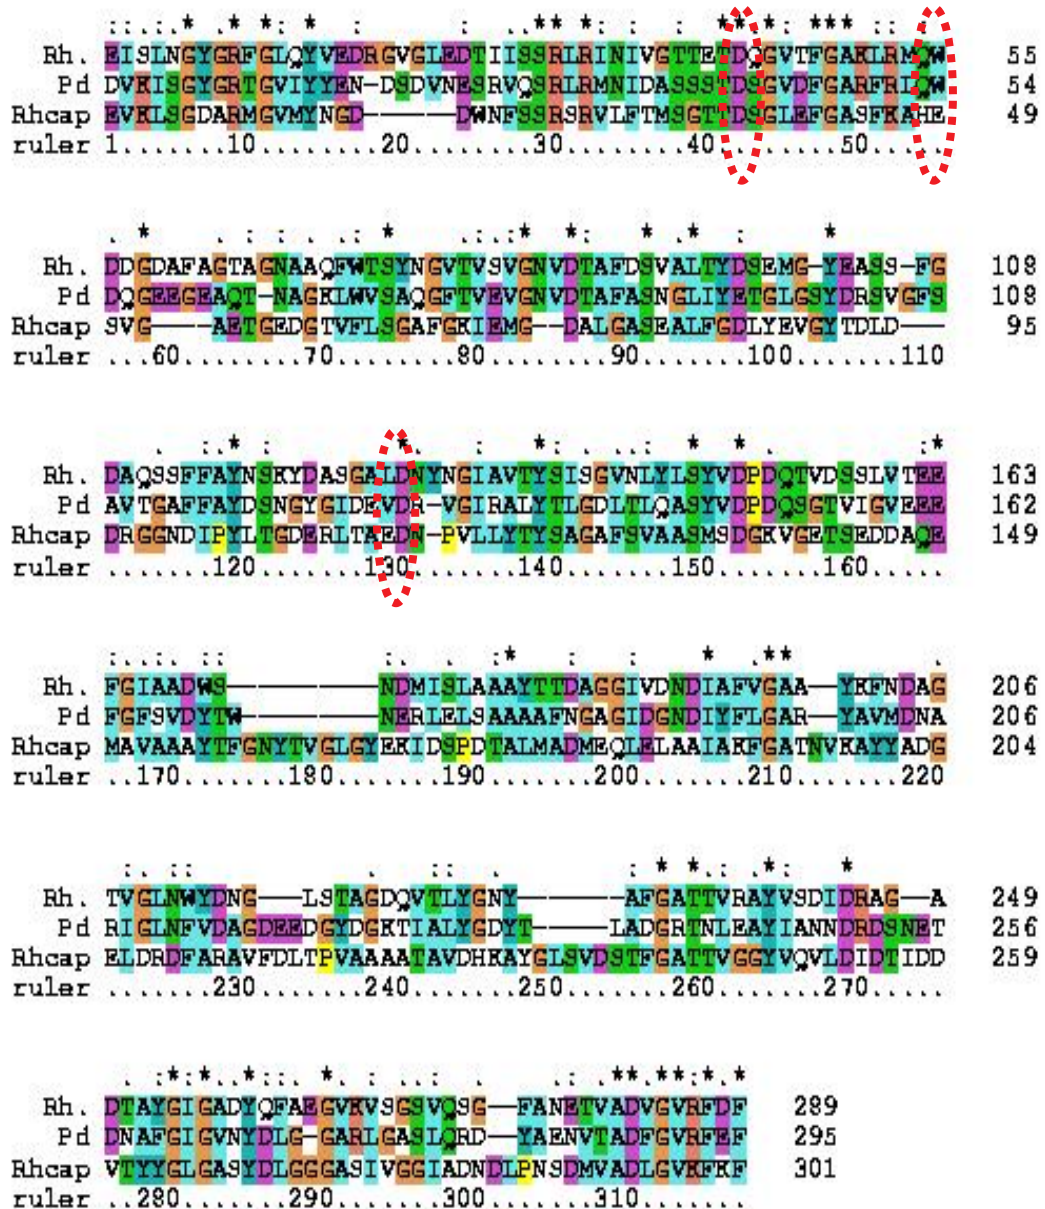 Rh. EISLNGYGRFGLQYVEDRGVGLEDTIISSRLRINIVGTTETDQGVTFGAKLRMQW 55
Pd DVKISGYGRTGVIYYEN-DSDVNESRVQSRLRMNIDASSSTDSGVDFGARFRLQW 54
Rhcap EVKLSGDARMGVMYNGD------DWNFSSRSRVLFTMSGTTDSGLEFGASFKAHE 49
ruler 1.......10........20........30........40........50.....
Rh. DDGDAFAGTAGNAAQFWTSYNGVTVSVGNVDTAFDSVALTYDSEMG-YEASS-FG 108
Pd DQGEEGEAQT-NAGKLWVSAQGFTVEVGNVDTAFASNGLIYETGLGSYDRSVGFS 108
Rhcap SVG----AETGEDGTVFLSGAFGKIEMG--DALGASEALFGDLYEVGYTDLD--- 95
ruler ...60........70........80........90.......100.......110
Rh. DAQSSFFAYNSKYDASGALDNYNGIAVTYSISGVNLYLSYVDPDQTVDSSLVTEE 163
Pd AVTGAFFAYDSNGYGIDEVDR-VGIRALYTLGDLTLQASYVDPDQSGTVIGVEEE 162
Rhcap DRGGNDIPYLTGDERLTAEDW-PVLLYTYSAGAFSVAASMSDGKVGETSEDDAQE 149
ruler .......120.......130.......140.......150.......160.....
Rh. FGIAADWS----------NDMISLAAAYTTDAGGIVDNDIAFVGAA--YKFNDAG 206
Pd FGFSVDYTW---------NERLELSAAAAFNGAGIDGNDIYFLGAR--YAVMDNA 206
Rhcap MAVAAAYTFGNYTVGLGYEKIDSPDTALMADMEQLELAAIAKFGATNVKAYYADG 204
ruler ..170.......180.......190.......200.......210.......220
Rh. TVGLNWYDNG---LSTAGDQVTLYGNY-------AFGATTVRAYVSDIDRAG--A 249
Pd RIGLNFVDAGDEEDGYDGKTIALYGDYT-----LADGRTNLEAYIANNDRDSNET 256
Rhcap ELDRDFARAVFDLTPVAAAATAVDHKAYGLSVDSTFGATTVGGYVQVLDIDTIDD 259
ruler .......230.......240.......250.......260.......270.....
Rh. DTAYGIGADYQFAEGVKVSGSVQSG--FANETVADVGVRFDF 289
Pd DNAFGIGVNYDLG-GARLGASLQRD--YAENVTADFGVRFEF 295
Rhcap VTYYGLGASYDLGGGASIVGGIADNDLPNSDMVADLGVKFKF 301
ruler ..280.......290.......300.......310.......